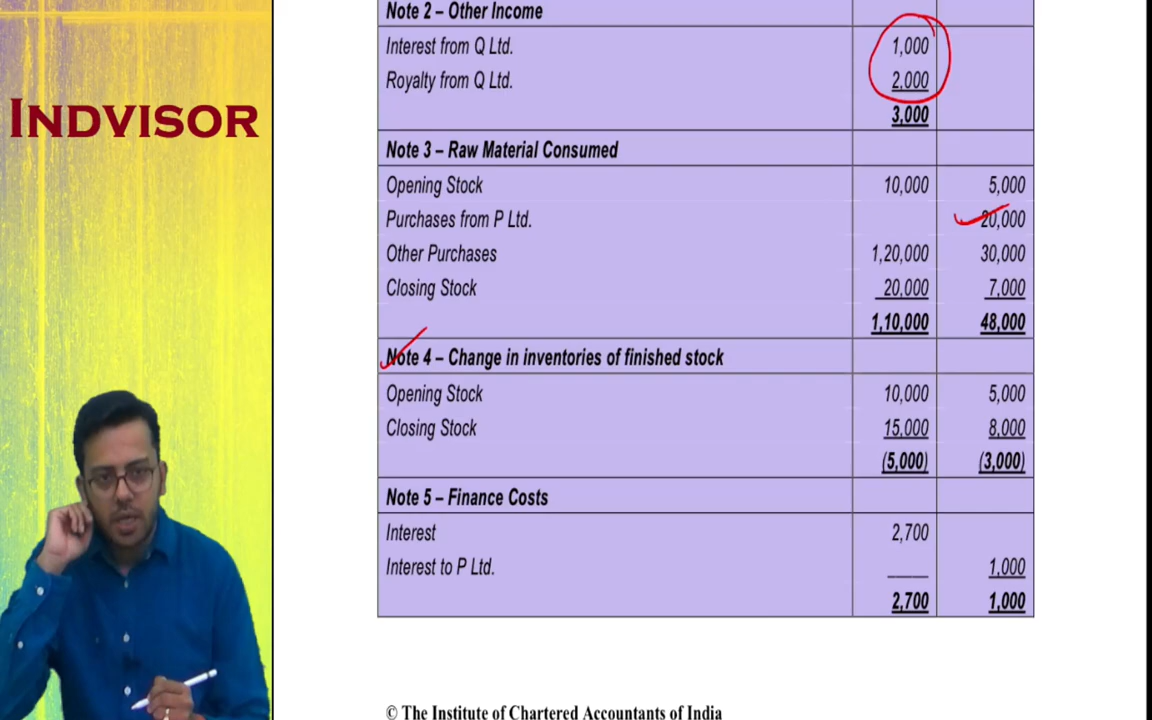 INDVISOR
Note 2 – Other Income
Interest from Q Ltd. 1,000
Royalty from Q Ltd. 2,000
3,000
Note 3 – Raw Material Consumed
Opening Stock 10,000 5,000
Purchases from P Ltd. 20,000
Other Purchases 1,20,000 30,000
Closing Stock 20,000 7,000
1,10,000 48,000
Note 4 – Change in inventories of finished stock
Opening Stock 10,000 5,000
Closing Stock 15,000 8,000
(5,000) (3,000)
Note 5 – Finance Costs
Interest 2,700
Interest to P Ltd. 1,000
2,700 1,000
© The Institute of Chartered Accountants of India